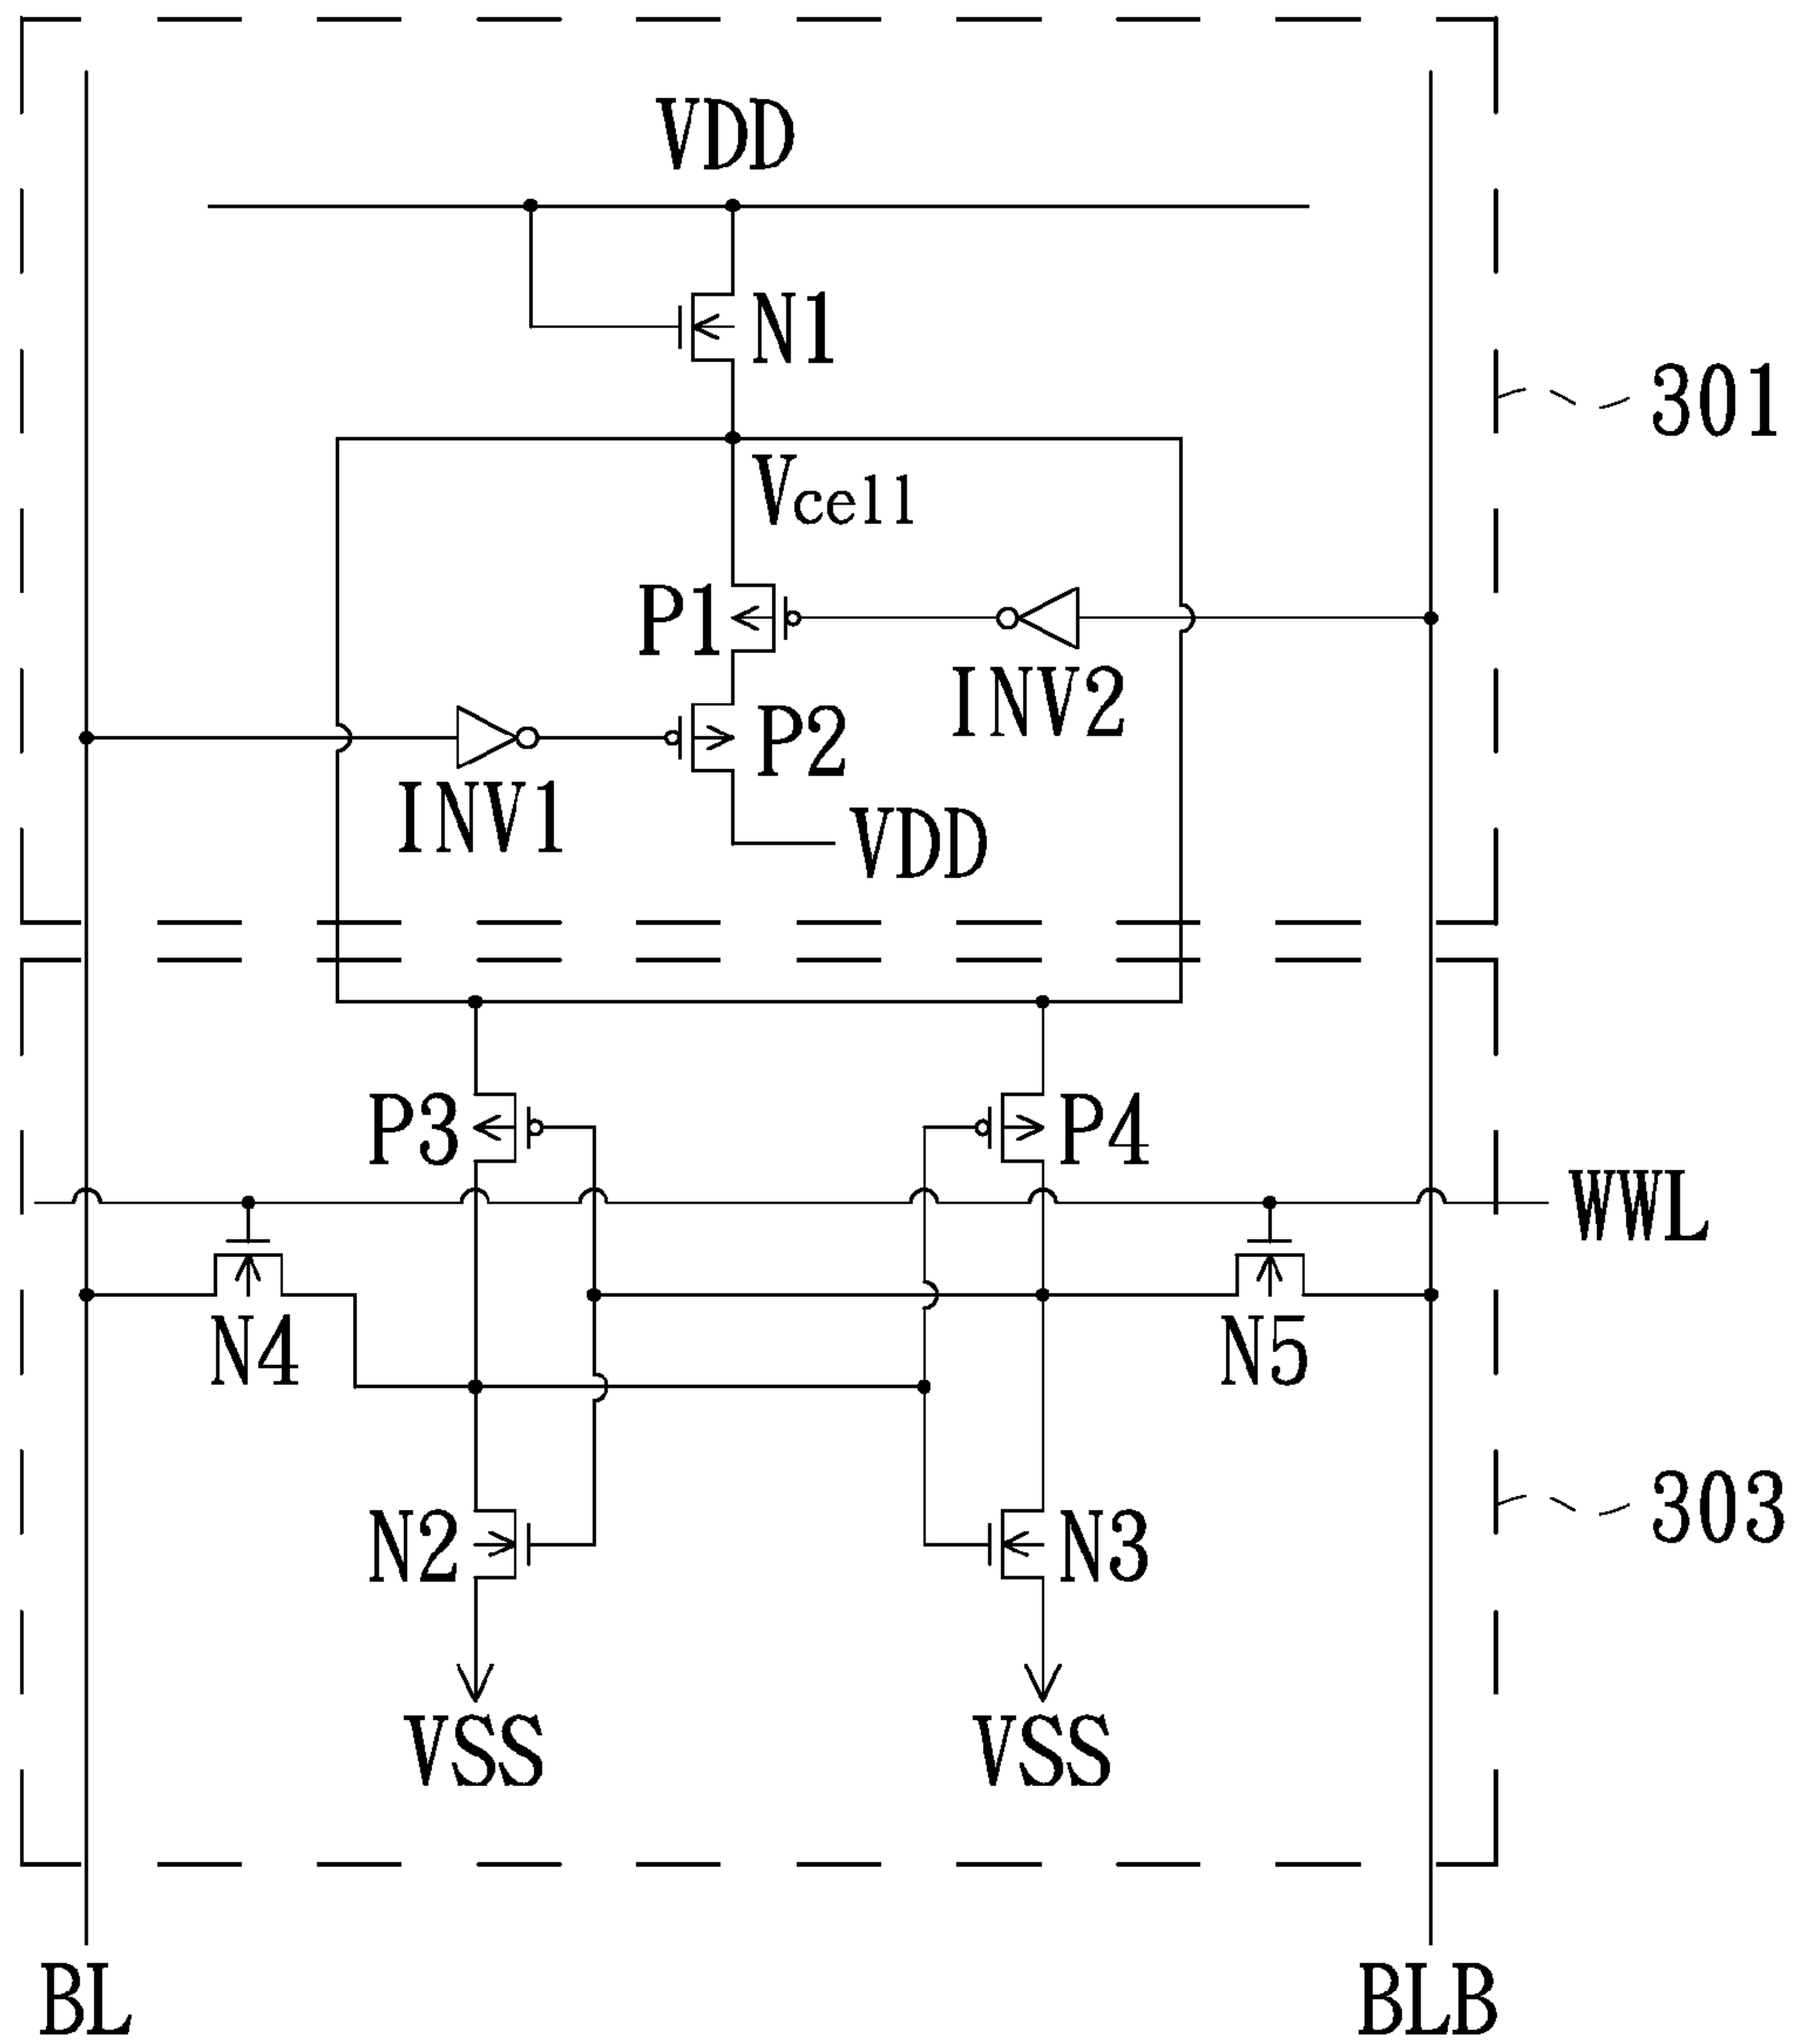 VDD
N1
301
Vcell
P1
INV2
P2
INV1
VDD
P3
P4
WWL
N4
N5
N2
N3
303
VSS
VSS
BL
BLB